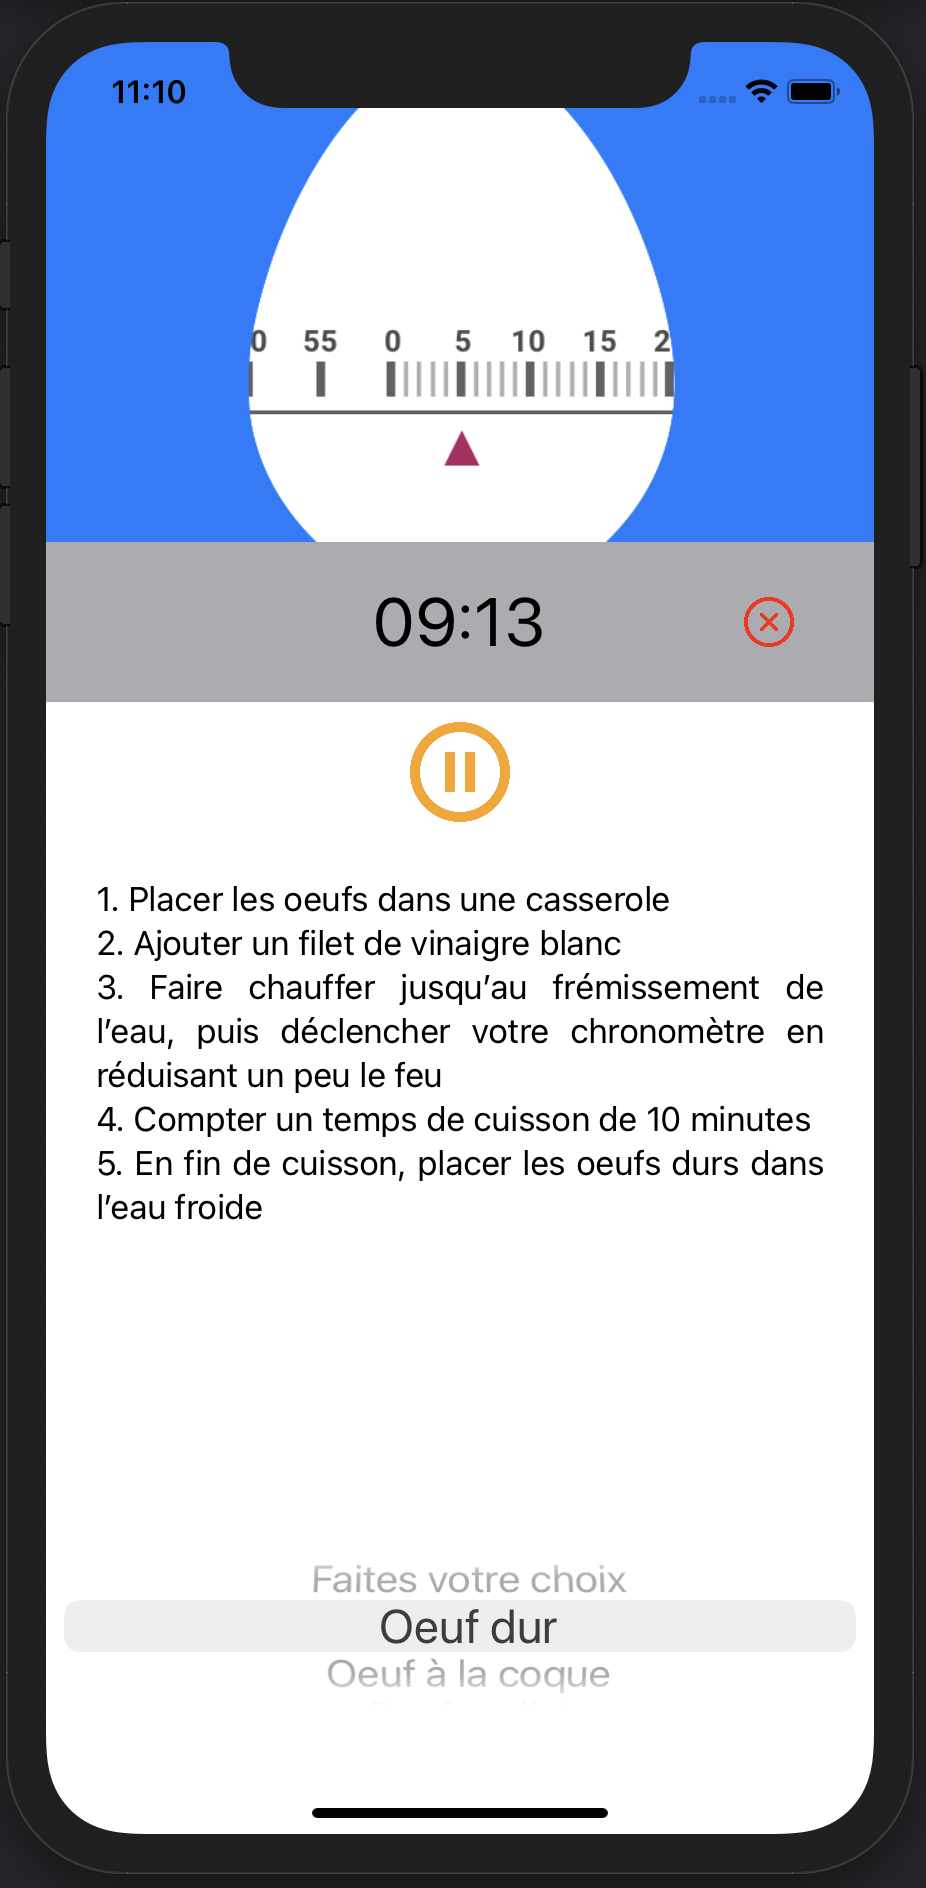 11:10
0 55 0 5 10 15 2
09:13
1. Placer les oeufs dans une casserole
2. Ajouter un filet de vinaigre blanc
3. Faire chauffer jusqu'au frémissement de
l'eau, puis déclencher votre chronomètre en
réduisant un peu le feu
4. Compter un temps de cuisson de 10 minutes
5. En fin de cuisson, placer les oeufs durs dans
l'eau froide
Faites votre choix
Oeuf dur
Oeuf à la coque